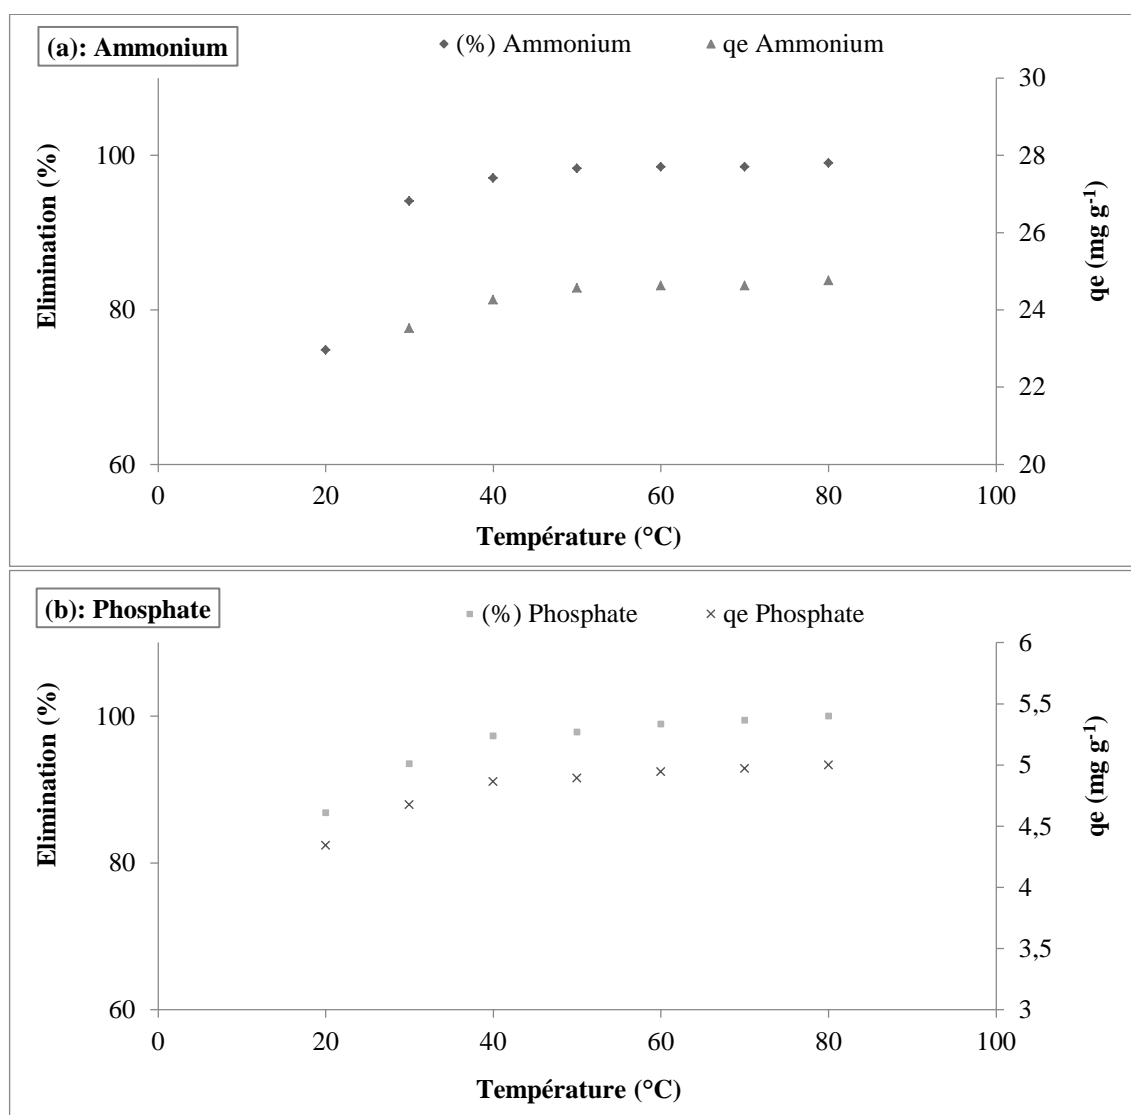 (a): Ammonium
(%) Ammonium
qe Ammonium
Elimination (%)
100
80
60
30
28
26
24
22
20
qe (mg g-1)
0 20 40 60 80 100
Température (°C)
(b): Phosphate
(%) Phosphate
qe Phosphate
Elimination (%)
100
80
60
6
5,5
5
4,5
4
3,5
3
qe (mg g-1)
0 20 40 60 80 100
Température (°C)